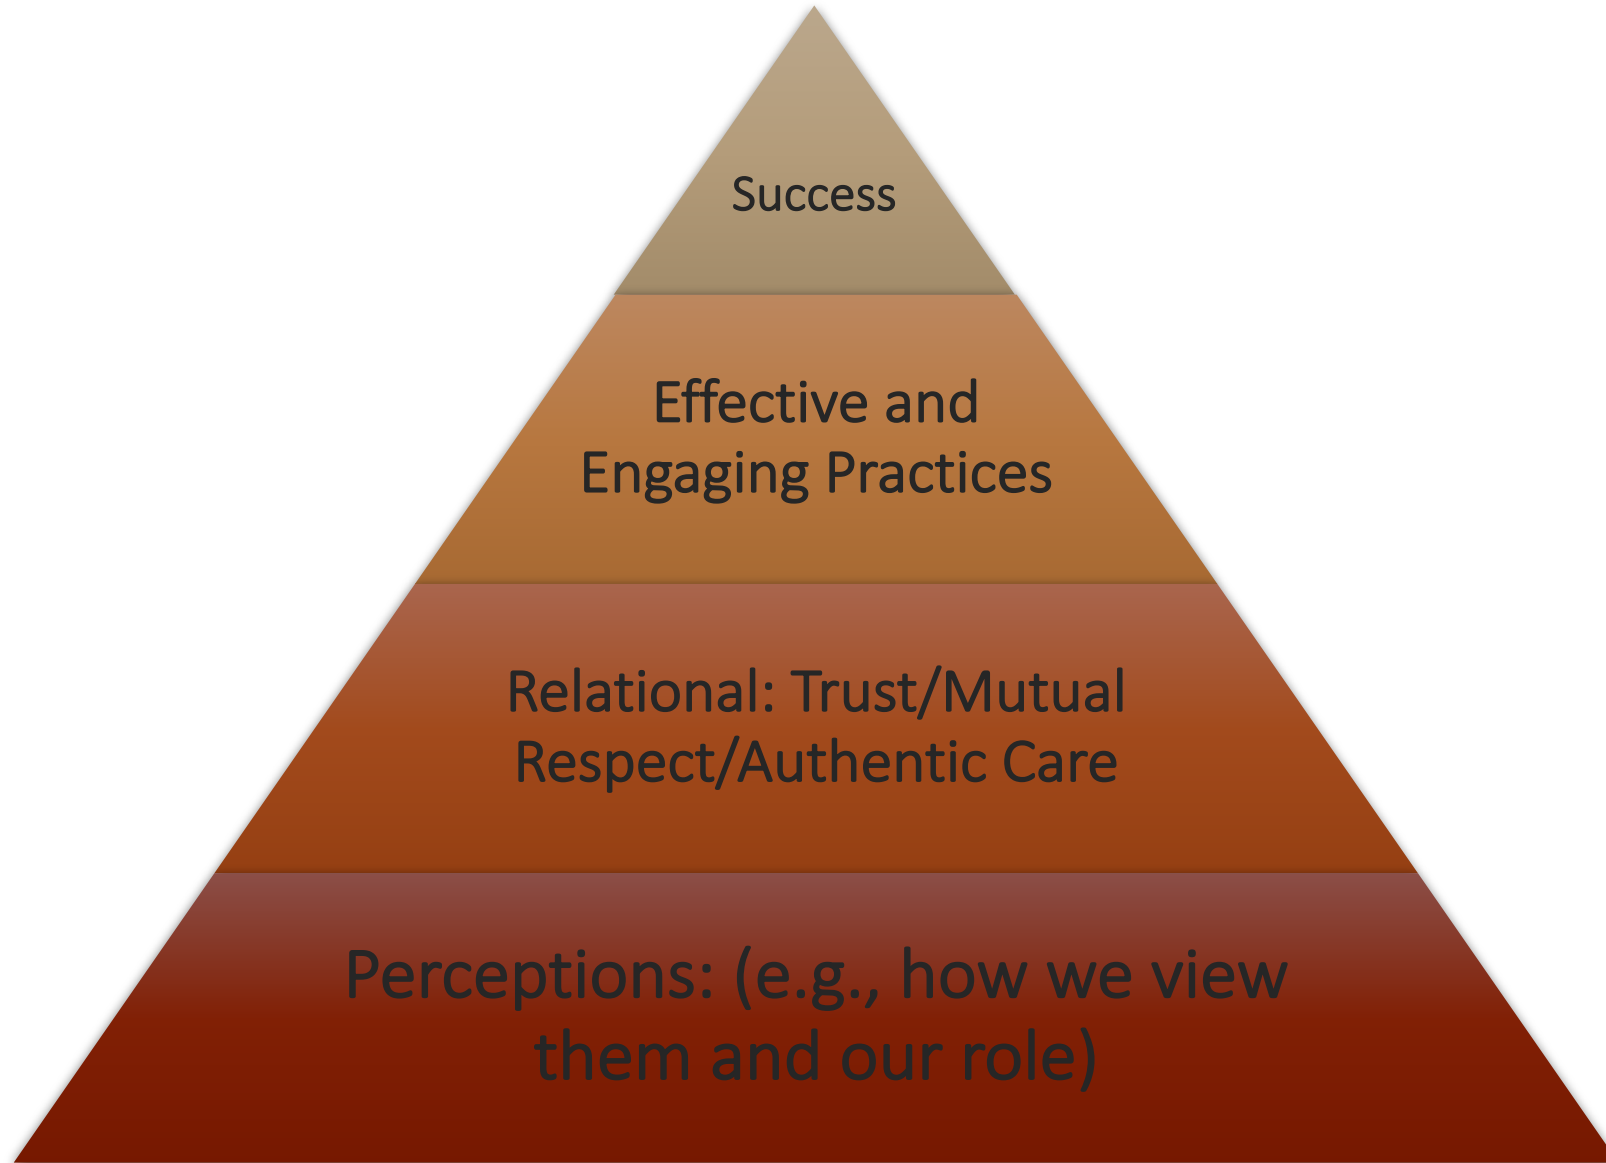 Success
Effective and
Engaging Practices
Relational: Trust/Mutual
Respect/Authentic Care
Perceptions: (e.g., how we view
them and our role)